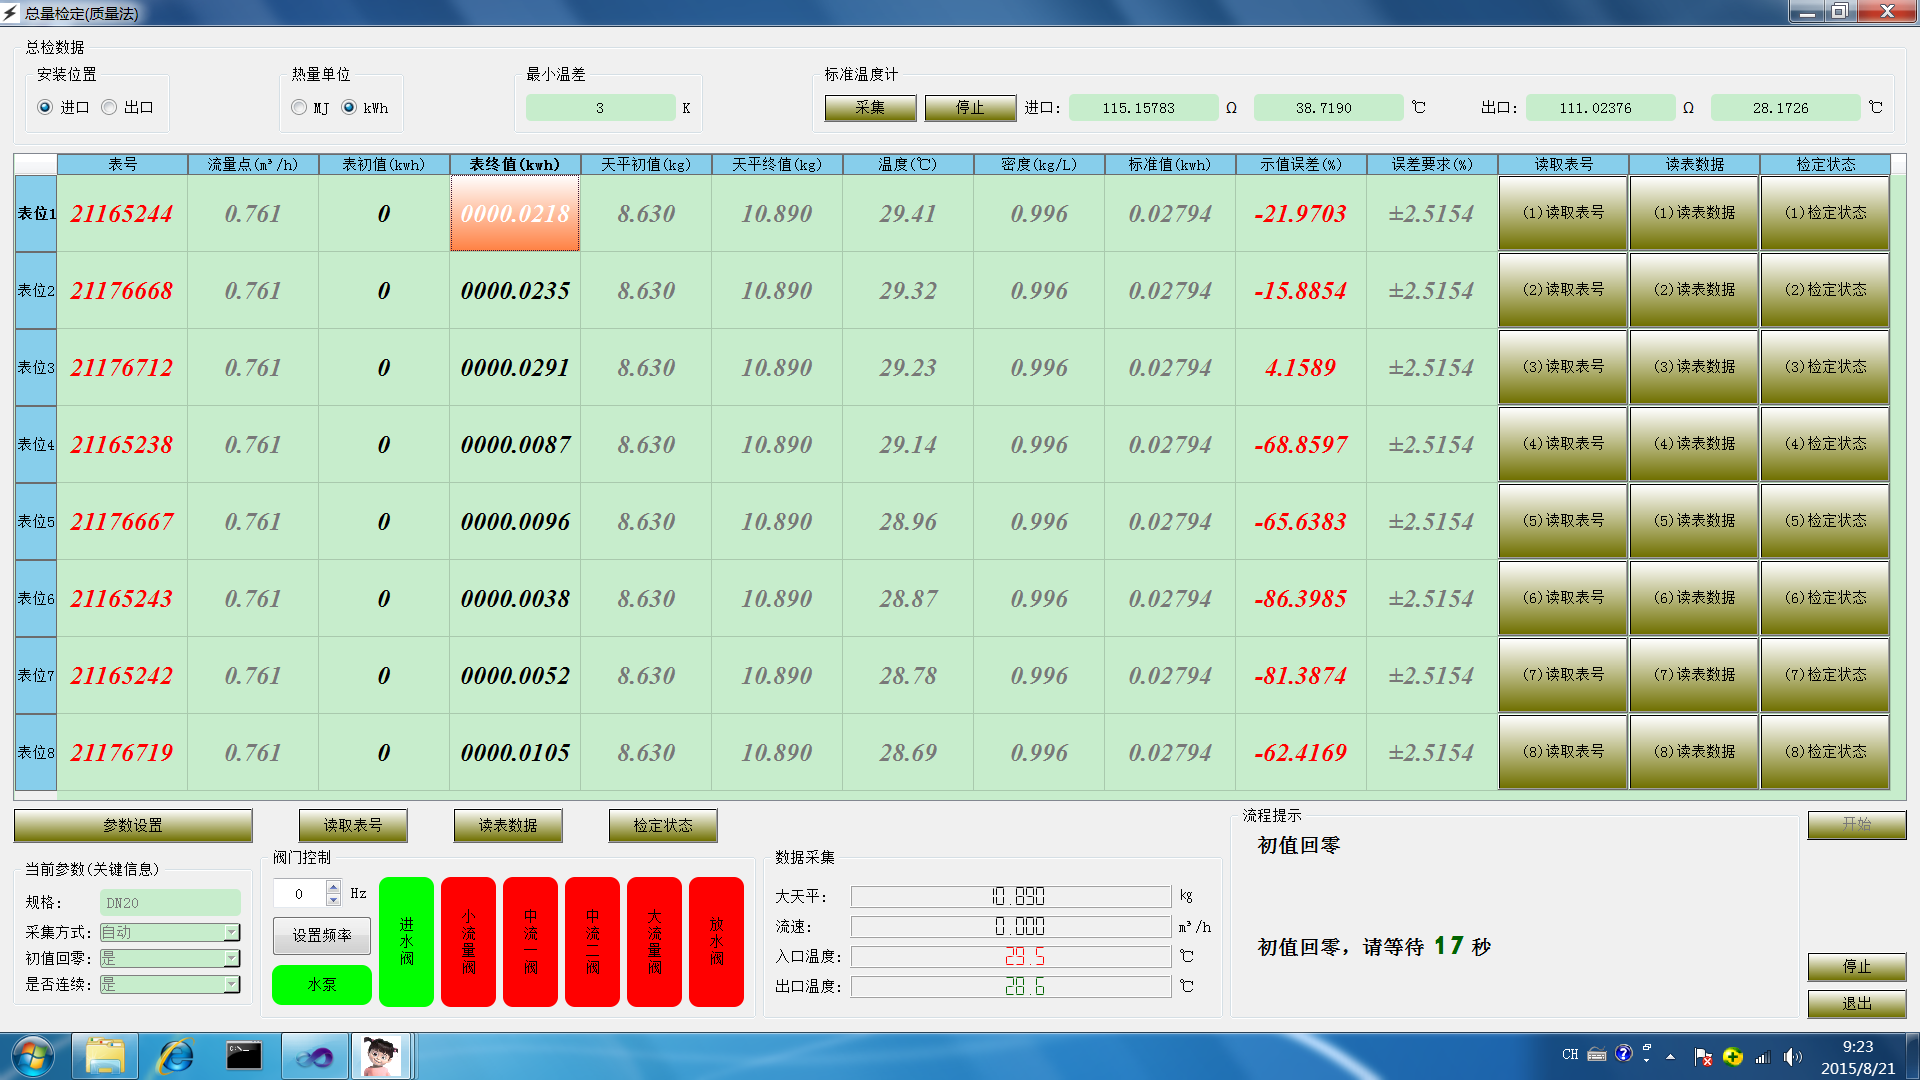 总量检定(质量法)
总检数据
安装位置
进口 出口
热量单位
MJ kWh
最小温差
3 K
标准温度计
采集 停止 进口: 115.15783 Ω 38.7190 ℃ 出口: 111.02376 Ω 28.1726 ℃
表号 流量点(m³/h) 表初值(kwh) 表终值(kwh) 天平初值(kg) 天平终值(kg) 温度(℃) 密度(kg/L) 标准值(kwh) 示值误差(%) 误差要求(%) 读取表号 读表数据 检定状态
表位1 21165244 0.761 0 0000.0218 8.630 10.890 29.41 0.996 0.02794 -21.9703 ±2.5154 (1)读取表号 (1)读表数据 (1)检定状态
表位2 21176668 0.761 0 0000.0235 8.630 10.890 29.32 0.996 0.02794 -15.8854 ±2.5154 (2)读取表号 (2)读表数据 (2)检定状态
表位3 21176712 0.761 0 0000.0291 8.630 10.890 29.23 0.996 0.02794 4.1589 ±2.5154 (3)读取表号 (3)读表数据 (3)检定状态
表位4 21165238 0.761 0 0000.0087 8.630 10.890 29.14 0.996 0.02794 -68.8597 ±2.5154 (4)读取表号 (4)读表数据 (4)检定状态
表位5 21176667 0.761 0 0000.0096 8.630 10.890 28.96 0.996 0.02794 -65.6383 ±2.5154 (5)读取表号 (5)读表数据 (5)检定状态
表位6 21165243 0.761 0 0000.0038 8.630 10.890 28.87 0.996 0.02794 -86.3985 ±2.5154 (6)读取表号 (6)读表数据 (6)检定状态
表位7 21165242 0.761 0 0000.0052 8.630 10.890 28.78 0.996 0.02794 -81.3874 ±2.5154 (7)读取表号 (7)读表数据 (7)检定状态
表位8 21176719 0.761 0 0000.0105 8.630 10.890 28.69 0.996 0.02794 -62.4169 ±2.5154 (8)读取表号 (8)读表数据 (8)检定状态
参数设置 读取表号 读表数据 检定状态
当前参数(关键信息)
规格: DN20
采集方式: 自动
初值回零: 是
是否连续: 是
阀门控制
0 Hz
设置频率
水泵
进水阀
小流量阀
中流一阀
中流二阀
大流量阀
放水阀
数据采集
大天平: 10.890 kg
流速: 0.000 m³/h
入口温度: 29.5 ℃
出口温度: 28.6 ℃
流程提示
初值回零
初值回零，请等待 17 秒
开始
停止
退出
CH
9:23
2015/8/21